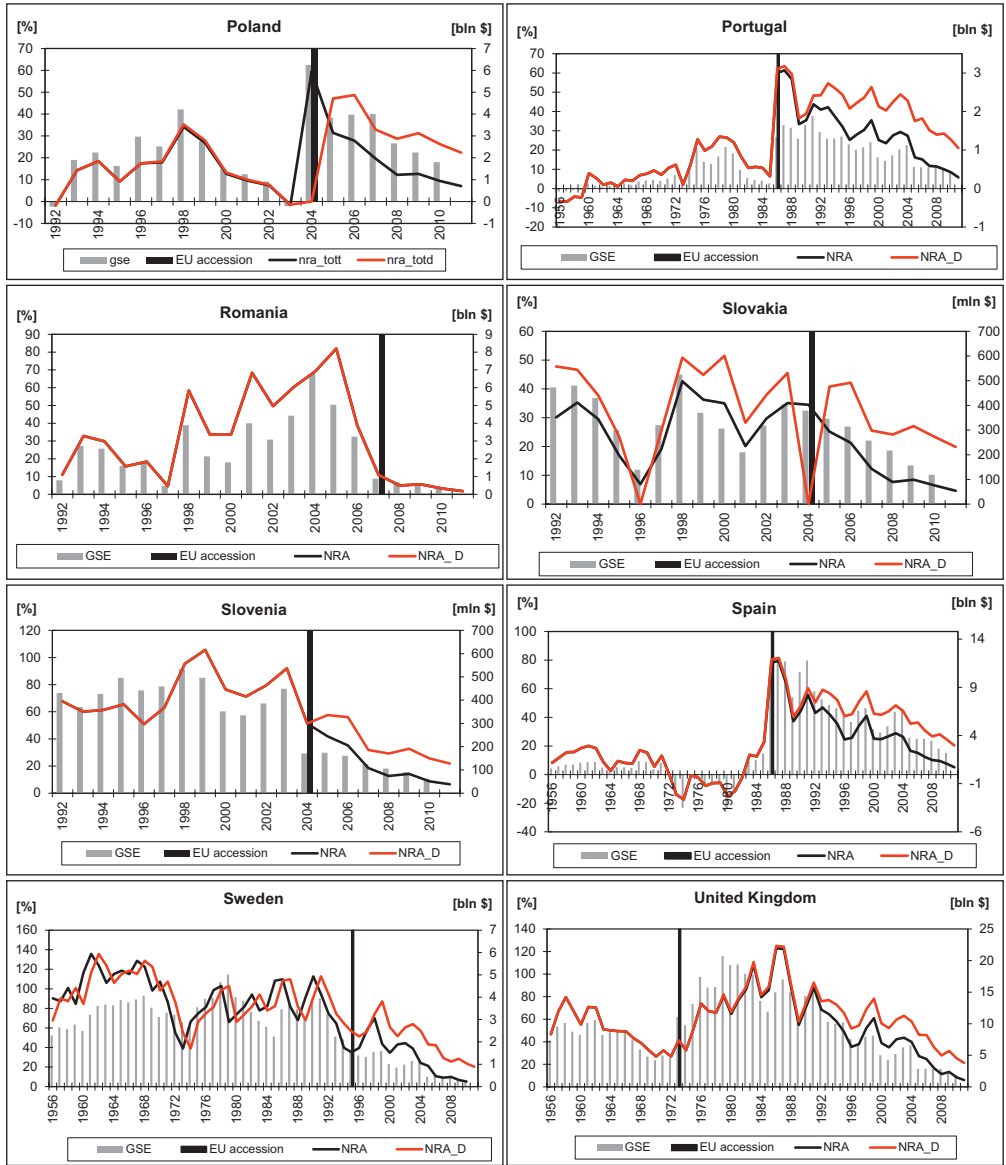 Poland
[%] [bln $]
70 60 50 40 30 20 10 0 -10
7 6 5 4 3 2 1 0 -1
1992 1994 1996 1998 2000 2002 2004 2006 2008 2010
gse EU accession nra_tott nra_totd
Portugal
[%] [bln $]
70 60 50 40 30 20 10 0 -10 -20
3 2 1 0 -1
1956 1960 1964 1968 1972 1976 1980 1984 1988 1992 1996 2000 2004 2008
GSE EU accession NRA NRA_D
Romania
[%] [bln $]
90 80 70 60 50 40 30 20 10 0
9 8 7 6 5 4 3 2 1 0
1992 1994 1996 1998 2000 2002 2004 2006 2008 2010
GSE EU accession NRA NRA_D
Slovakia
[%] [mln $]
60 50 40 30 20 10 0
700 600 500 400 300 200 100 0
1992 1994 1996 1998 2000 2002 2004 2006 2008 2010
GSE EU accession NRA NRA_D
Slovenia
[%] [mln $]
120 100 80 60 40 20 0
700 600 500 400 300 200 100 0
1992 1994 1996 1998 2000 2002 2004 2006 2008 2010
GSE EU accession NRA NRA_D
Spain
[%] [bln $]
100 80 60 40 20 0 -20 -40
14 9 4 -1 -6
1956 1960 1964 1968 1972 1976 1980 1984 1988 1992 1996 2000 2004 2008
GSE EU accession NRA NRA_D
Sweden
[%] [bln $]
160 140 120 100 80 60 40 20 0
7 6 5 4 3 2 1 0
1956 1960 1964 1968 1972 1976 1980 1984 1988 1992 1996 2000 2004 2008
GSE EU accession NRA NRA_D
United Kingdom
[%] [bln $]
140 120 100 80 60 40 20 0
25 20 15 10 5 0
1956 1960 1964 1968 1972 1976 1980 1984 1988 1992 1996 2000 2004 2008
GSE EU accession NRA NRA_D